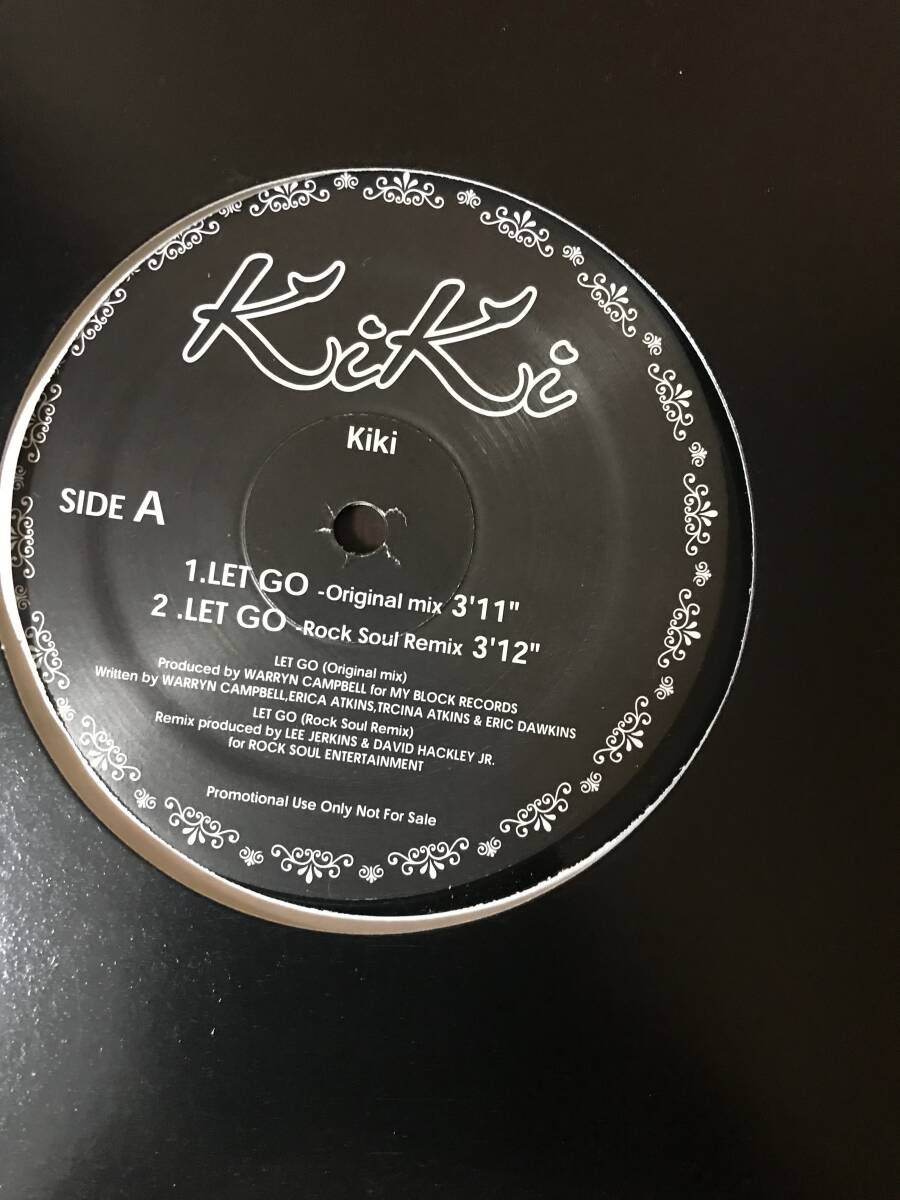 KiKi
Kiki
SIDE A
1.LET GO -Original mix 3'11"
2 .LET GO -Rock Soul Remix 3'12"
LET GO (Original mix)
Produced by WARRYN CAMPBELL for MY BLOCK RECORDS
Written by WARRYN CAMPBELL,ERICA ATKINS,TRCINA ATKINS & ERIC DAWKINS
LET GO (Rock Soul Remix)
Remix produced by LEE JERKINS & DAVID HACKLEY JR.
for ROCK SOUL ENTERTAINMENT
Promotional Use Only Not For Sale